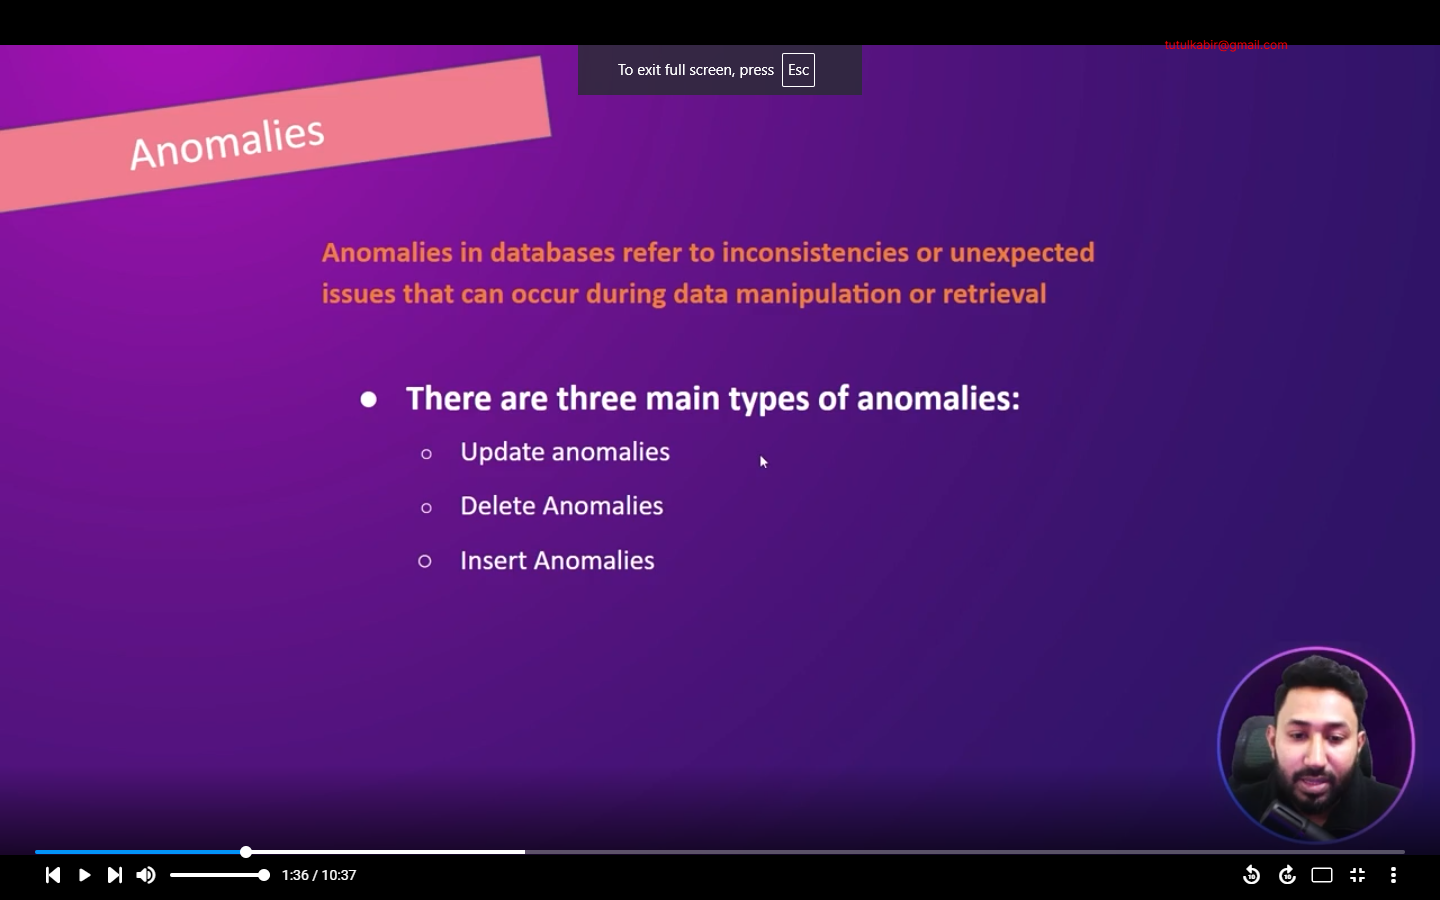 tutulkabir@gmail.com
To exit full screen, press Esc
Anomalies
Anomalies in databases refer to inconsistencies or unexpected
issues that can occur during data manipulation or retrieval
● There are three main types of anomalies:
○ Update anomalies
○ Delete Anomalies
○ Insert Anomalies
1:36 / 10:37
10
10